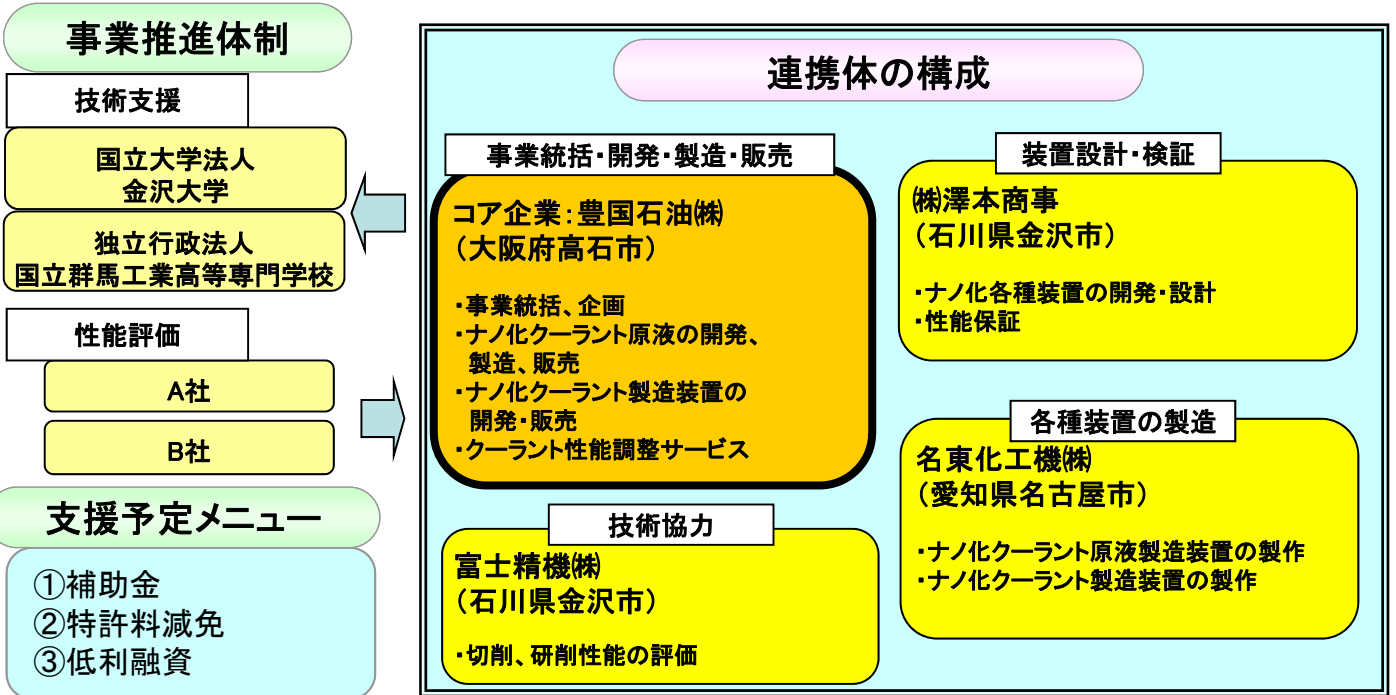 事業推進体制
技術支援
国立大学法人
金沢大学
独立行政法人
国立群馬工業高等専門学校
性能評価
A社
B社
支援予定メニュー
①補助金
②特許料減免
③低利融資
連携体の構成
事業統括・開発・製造・販売
コア企業:豊国石油㈱
(大阪府高石市)
・事業統括、企画
・ナノ化クーラント原液の開発、
製造、販売
・ナノ化クーラント製造装置の
開発・販売
・クーラント性能調整サービス
装置設計・検証
㈱澤本商事
(石川県金沢市)
・ナノ化各種装置の開発・設計
・性能保証
技術協力
富士精機㈱
(石川県金沢市)
・切削、研削性能の評価
各種装置の製造
名東化工機㈱
(愛知県名古屋市)
・ナノ化クーラント原液製造装置の製作
・ナノ化クーラント製造装置の製作